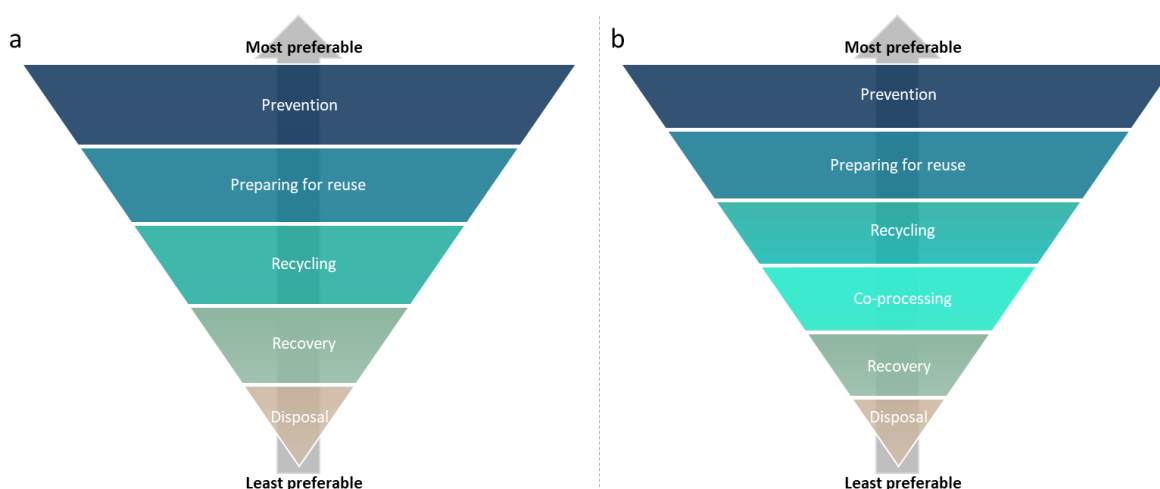 a
Most preferable
Prevention
Preparing for reuse
Recycling
Recovery
Disposal
Least preferable
b
Most preferable
Prevention
Preparing for reuse
Recycling
Co-processing
Recovery
Disposal
Least preferable